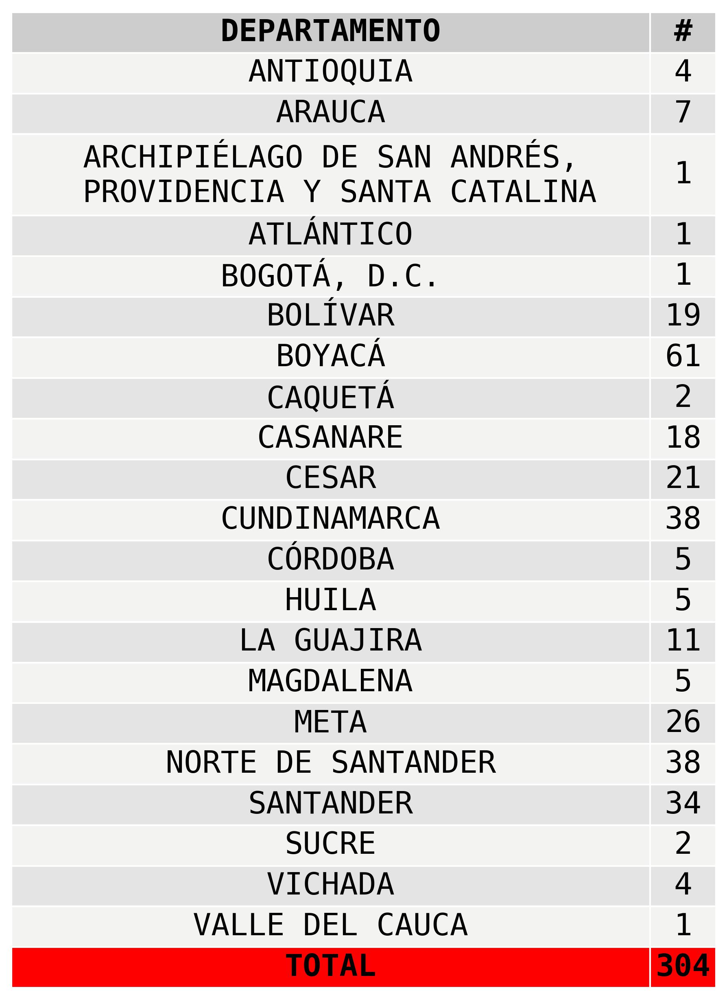 DEPARTAMENTO #
ANTIOQUIA 4
ARAUCA 7
ARCHIPIÉLAGO DE SAN ANDRÉS,
PROVIDENCIA Y SANTA CATALINA 1
ATLÁNTICO 1
BOGOTÁ, D.C. 1
BOLÍVAR 19
BOYACÁ 61
CAQUETÁ 2
CASANARE 18
CESAR 21
CUNDINAMARCA 38
CÓRDOBA 5
HUILA 5
LA GUAJIRA 11
MAGDALENA 5
META 26
NORTE DE SANTANDER 38
SANTANDER 34
SUCRE 2
VICHADA 4
VALLE DEL CAUCA 1
TOTAL 304